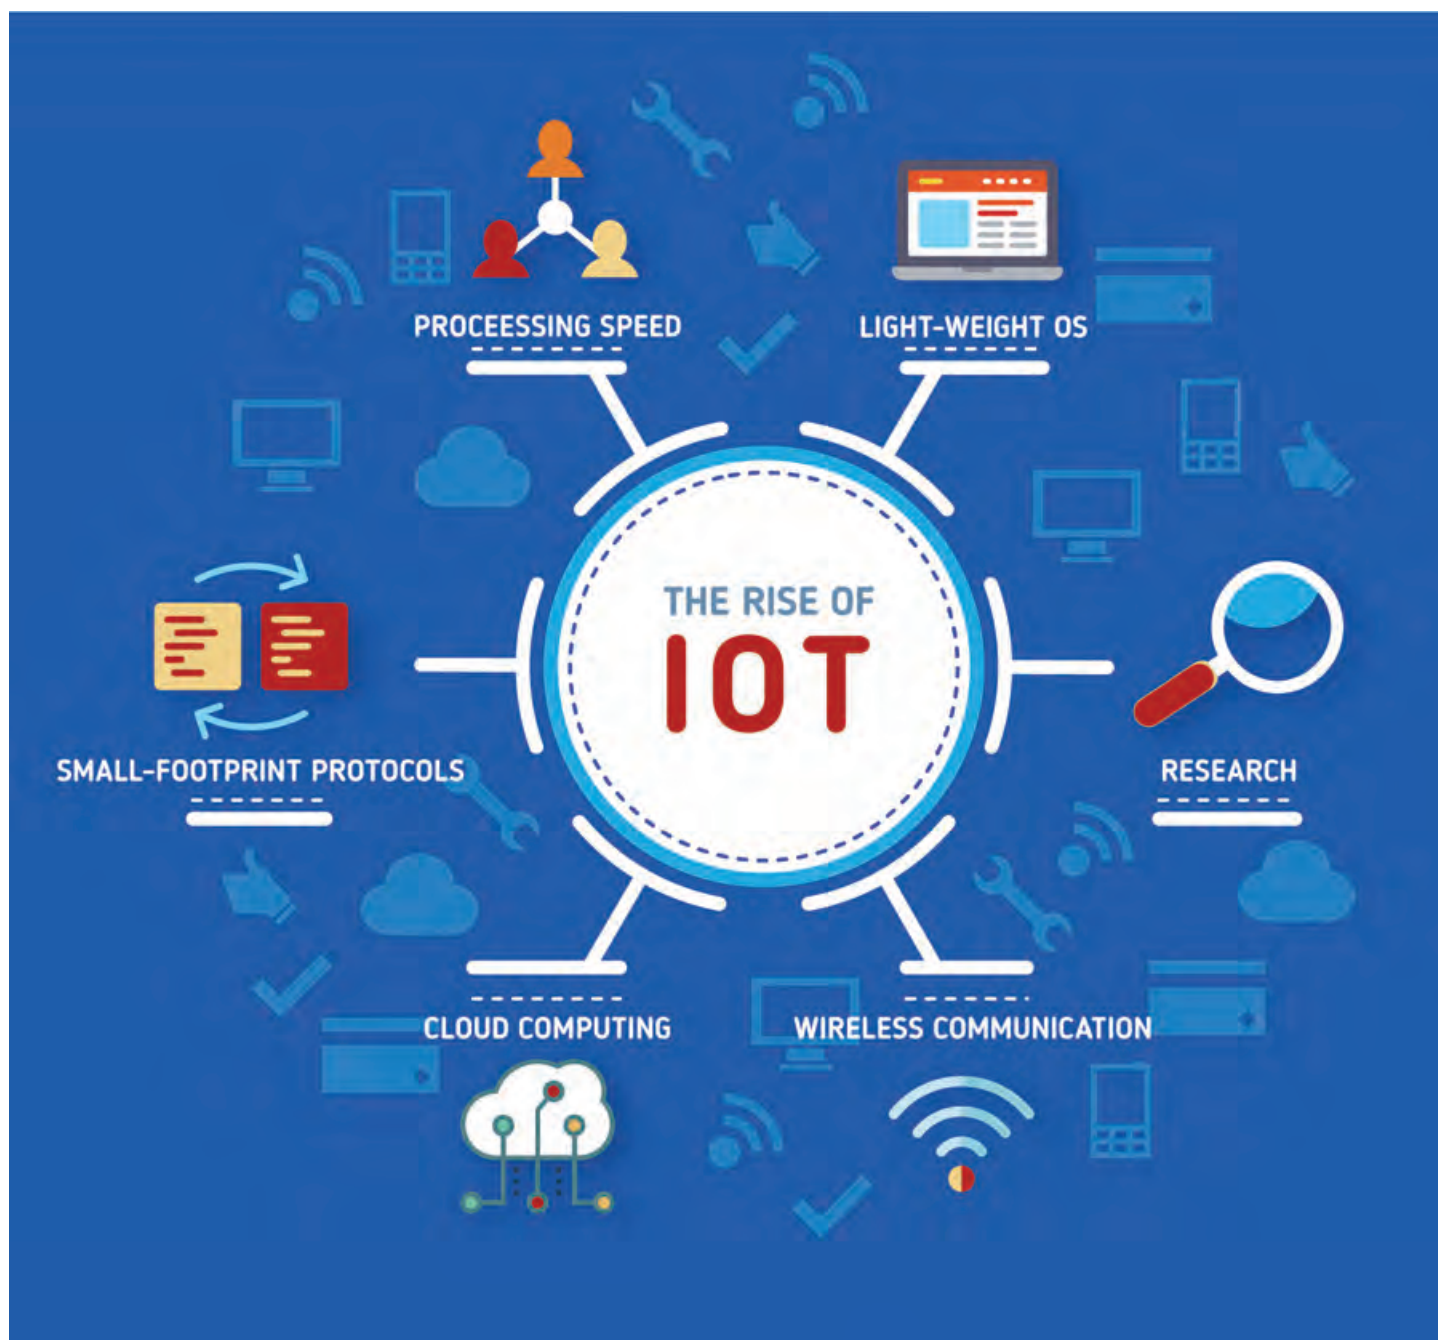 PROCEESSING SPEED
LIGHT-WEIGHT OS
THE RISE OF
IOT
SMALL-FOOTPRINT PROTOCOLS
RESEARCH
CLOUD COMPUTING
WIRELESS COMMUNICATION